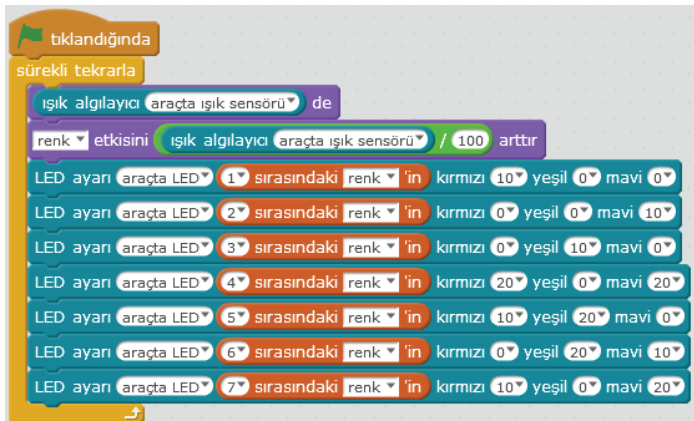 tıklandığında
sürekli tekrarla
ışık algılayıcı araçta ışık sensörü de
renk etkisini ışık algılayıcı araçta ışık sensörü / 100 arttır
LED ayarı araçta LED 1 sırasındaki renk 'in kırmızı 10 yeşil 0 mavi 0
LED ayarı araçta LED 2 sırasındaki renk 'in kırmızı 0 yeşil 0 mavi 10
LED ayarı araçta LED 3 sırasındaki renk 'in kırmızı 0 yeşil 10 mavi 0
LED ayarı araçta LED 4 sırasındaki renk 'in kırmızı 20 yeşil 0 mavi 20
LED ayarı araçta LED 5 sırasındaki renk 'in kırmızı 10 yeşil 20 mavi 0
LED ayarı araçta LED 6 sırasındaki renk 'in kırmızı 0 yeşil 20 mavi 10
LED ayarı araçta LED 7 sırasındaki renk 'in kırmızı 10 yeşil 0 mavi 20